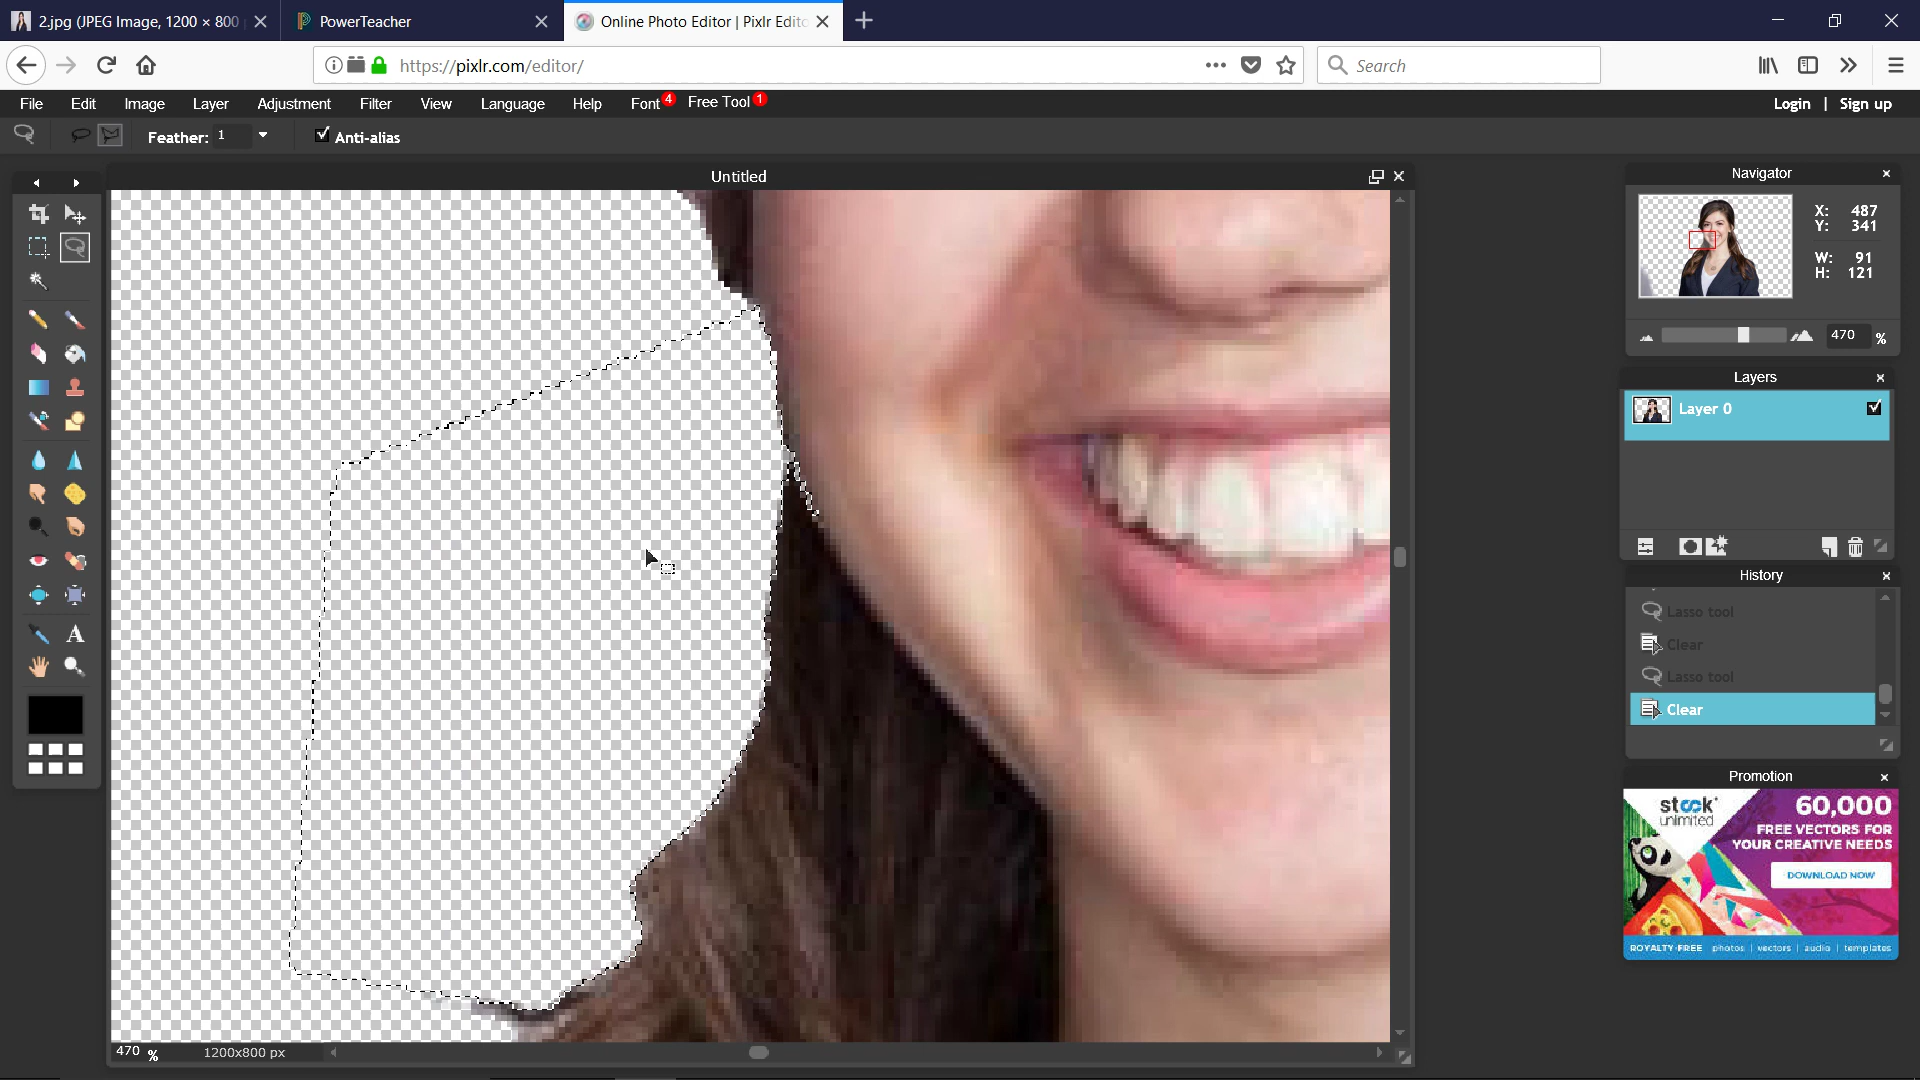 2.jpg (JPEG Image, 1200 × 800
PowerTeacher
Online Photo Editor | Pixlr Edito
https://pixlr.com/editor/
Search
File Edit Image Layer Adjustment Filter View Language Help Font 4 Free Tool 1
Login | Sign up
Feather: 1
Anti-alias
Untitled
Navigator
X: 487
Y: 341
W: 91
H: 121
470 %
Layers
Layer 0
History
Lasso tool
Clear
Lasso tool
Clear
Promotion
stock unlimited
60,000
FREE VECTORS FOR
YOUR CREATIVE NEEDS
DOWNLOAD NOW
ROYALTY-FREE photos | vectors | audio | templates
A
470 %
1200x800 px